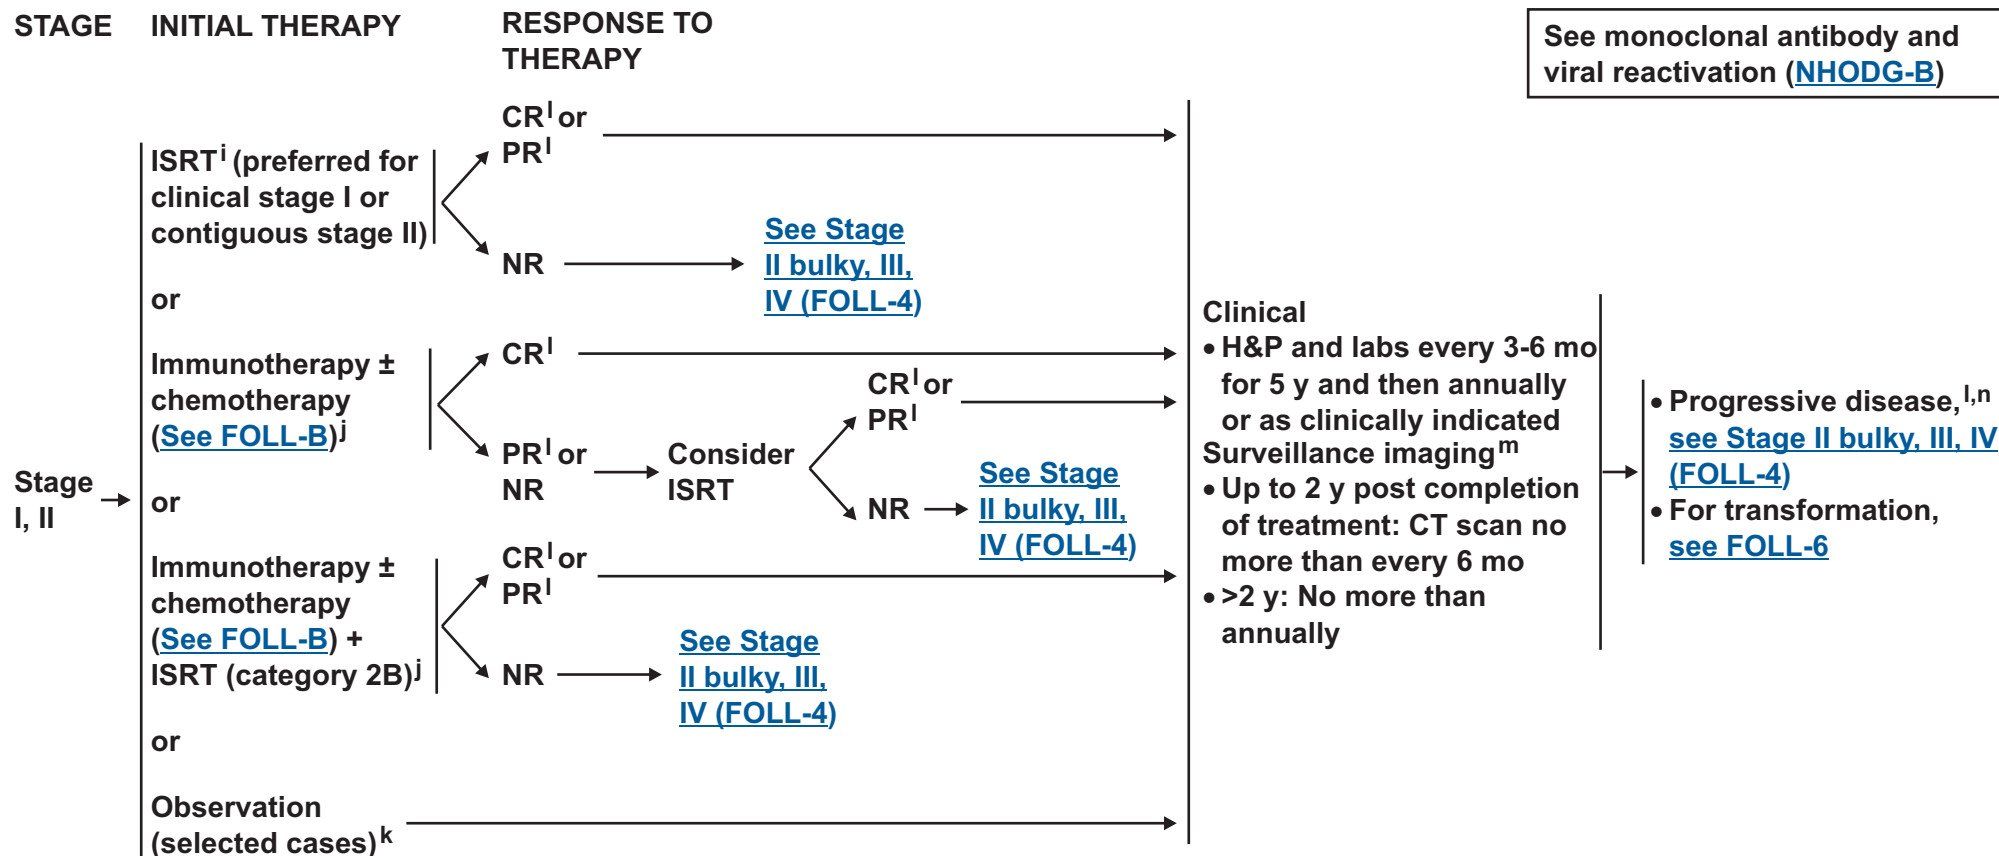 STAGE
INITIAL THERAPY
RESPONSE TO
THERAPY
See monoclonal antibody and
viral reactivation (NHODG-B)
Stage
I, II
ISRTi (preferred for
clinical stage I or
contiguous stage II)
CRl or
PRl
NR
See Stage
II bulky, III,
IV (FOLL-4)
or
Immunotherapy ±
chemotherapy
(See FOLL-B)j
CRl
PRl or
NR
Consider
ISRT
CRl or
PRl
NR
See Stage
II bulky, III,
IV (FOLL-4)
or
Immunotherapy ±
chemotherapy
(See FOLL-B) +
ISRT (category 2B)j
CRl or
PRl
NR
See Stage
II bulky, III,
IV (FOLL-4)
or
Observation
(selected cases)k
Clinical
• H&P and labs every 3-6 mo
for 5 y and then annually
or as clinically indicated
Surveillance imagingm
• Up to 2 y post completion
of treatment: CT scan no
more than every 6 mo
• >2 y: No more than
annually
• Progressive disease,l,n
see Stage II bulky, III, IV
(FOLL-4)
• For transformation,
see FOLL-6